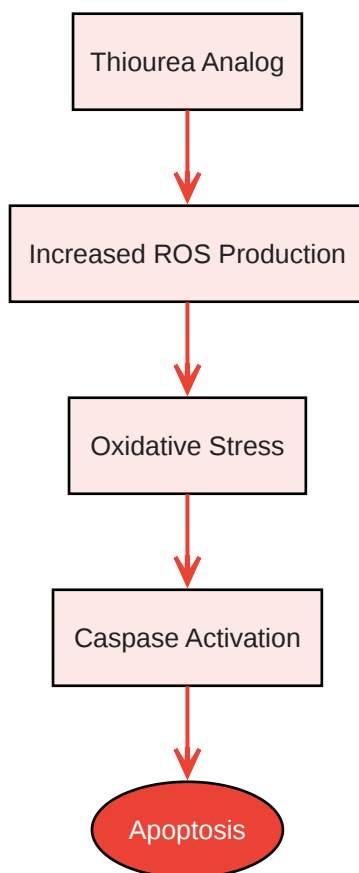 Thiourea Analog
Increased ROS Production
Oxidative Stress
Caspase Activation
Apoptosis